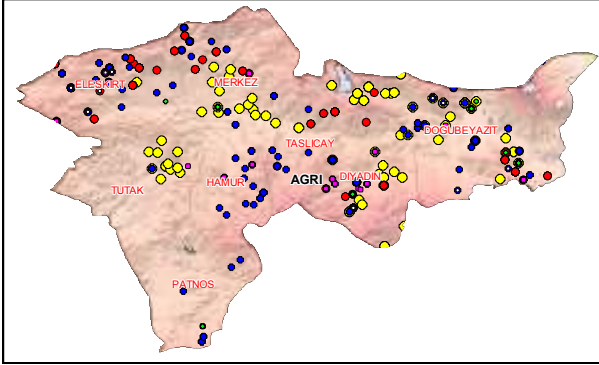 ELESKIRT
MERKEZ
DOGUBEYAZIT
TASLICAY
TUTAK
HAMUR
AGRI
DIYADIN
PATNOS